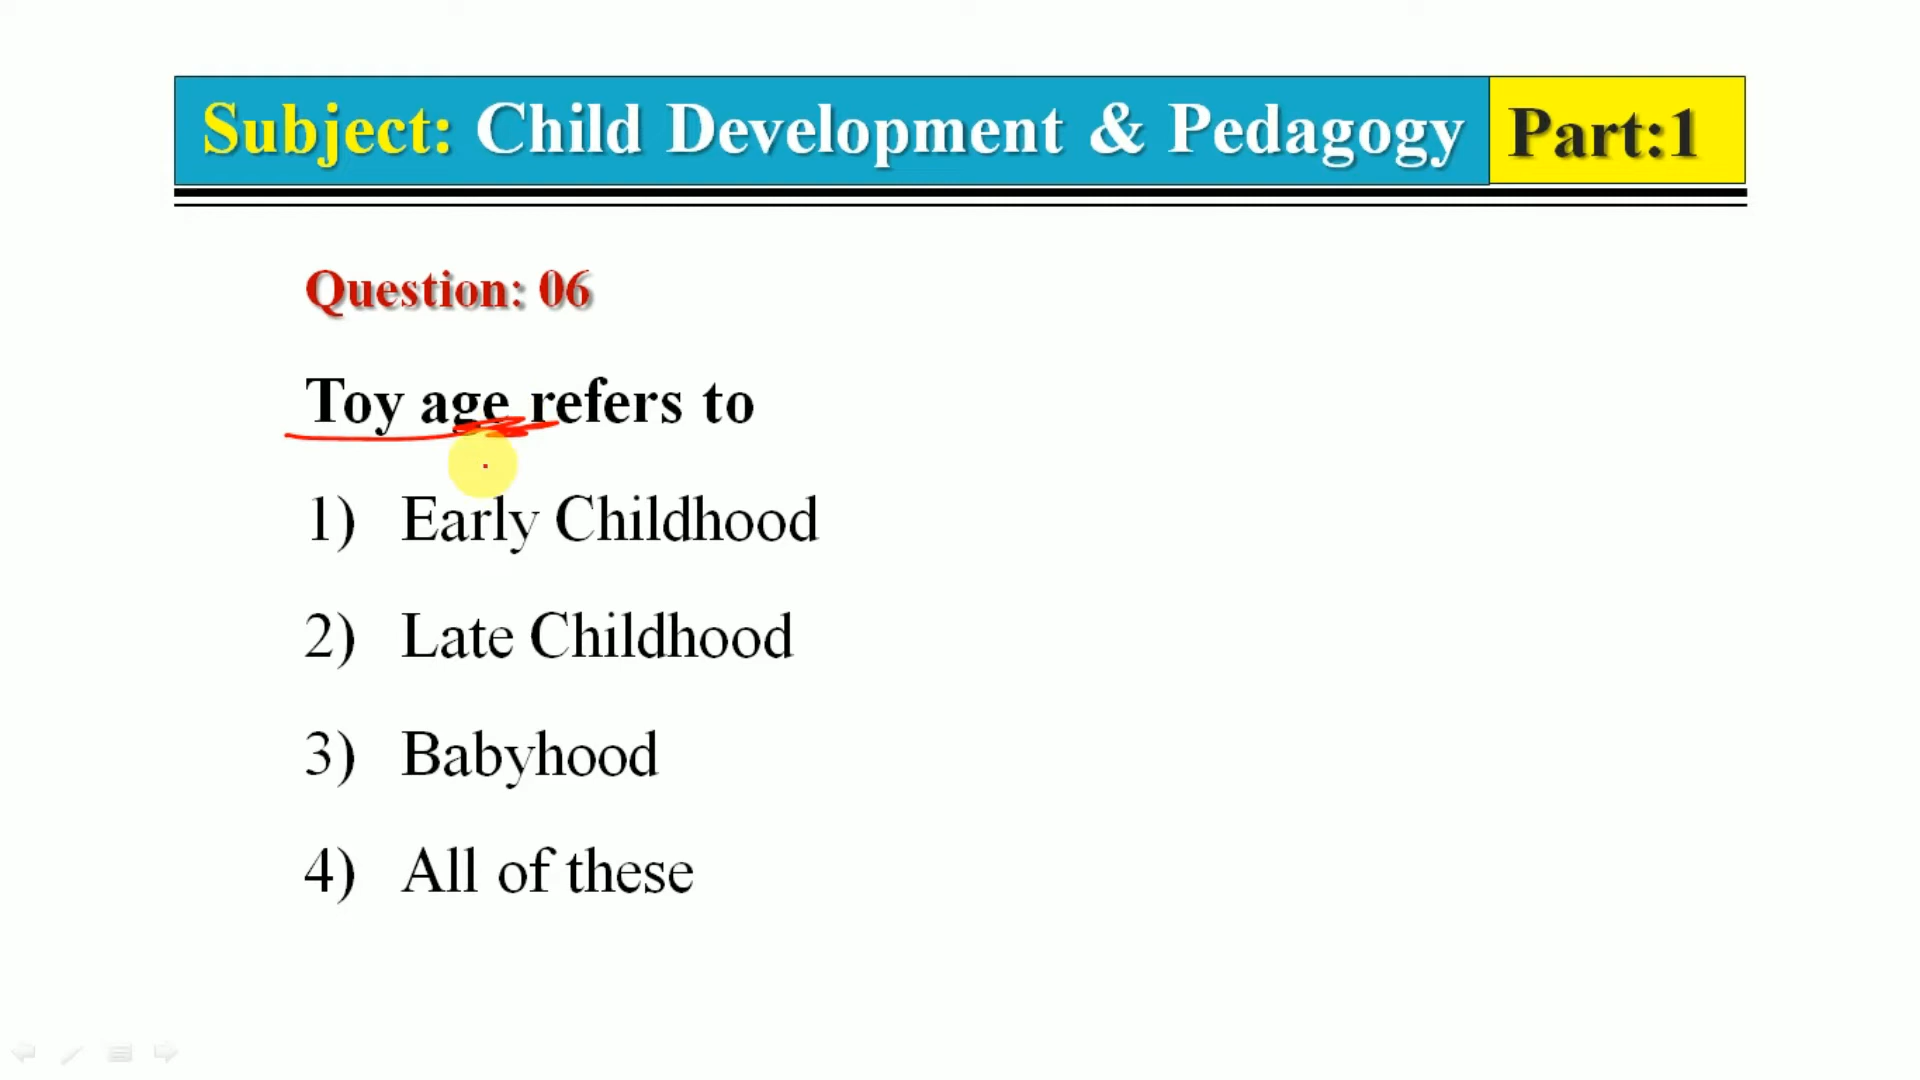 Subject: Child Development & Pedagogy Part:1
Question: 06
Toy age refers to
1) Early Childhood
2) Late Childhood
3) Babyhood
4) All of these